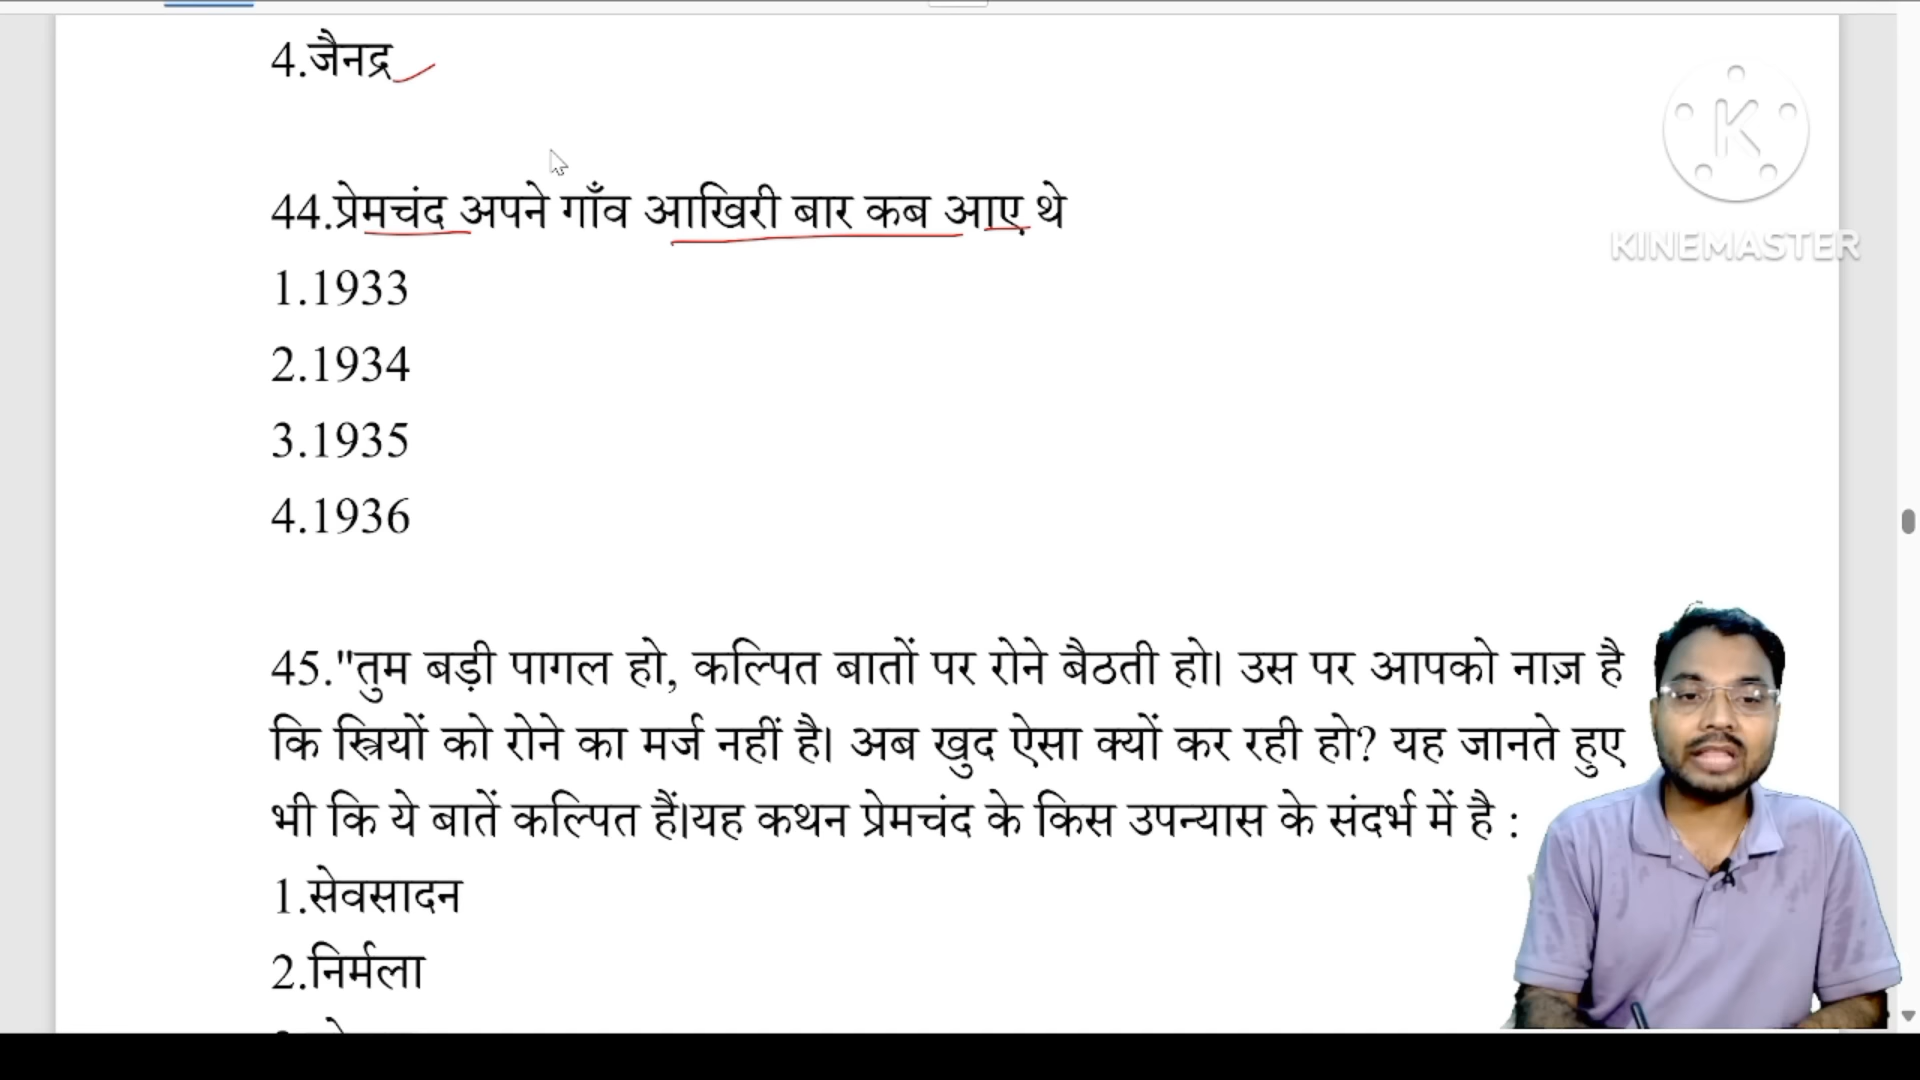 4.जैनद्र
44.प्रेमचंद अपने गाँव आखिरी बार कब आए थे
1.1933
2.1934
3.1935
4.1936
45."तुम बड़ी पागल हो, कल्पित बातों पर रोने बैठती हो। उस पर आपको नाज़ है
कि स्त्रियों को रोने का मर्ज नहीं है। अब खुद ऐसा क्यों कर रही हो? यह जानते हुए
भी कि ये बातें कल्पित हैं।यह कथन प्रेमचंद के किस उपन्यास के संदर्भ में है :
1.सेवसादन
2.निर्मला
K
KINEMASTER